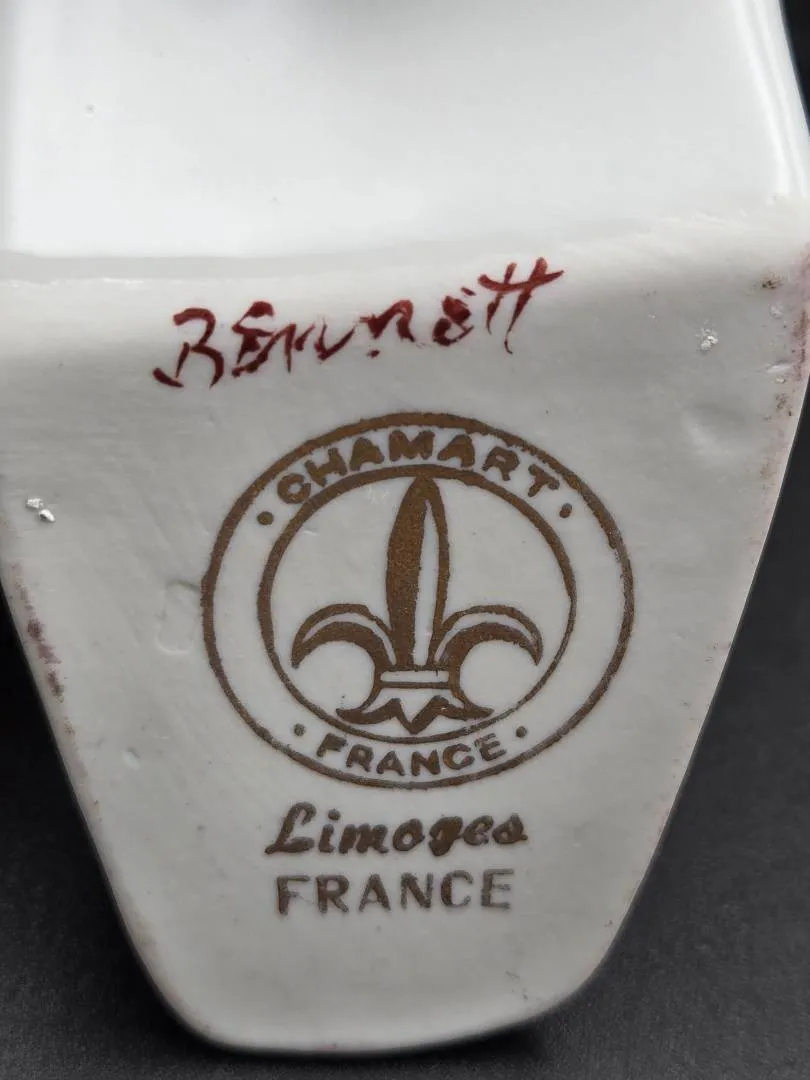 BENNETT
· CHAMART ·
· FRANCE ·
Limoges
FRANCE